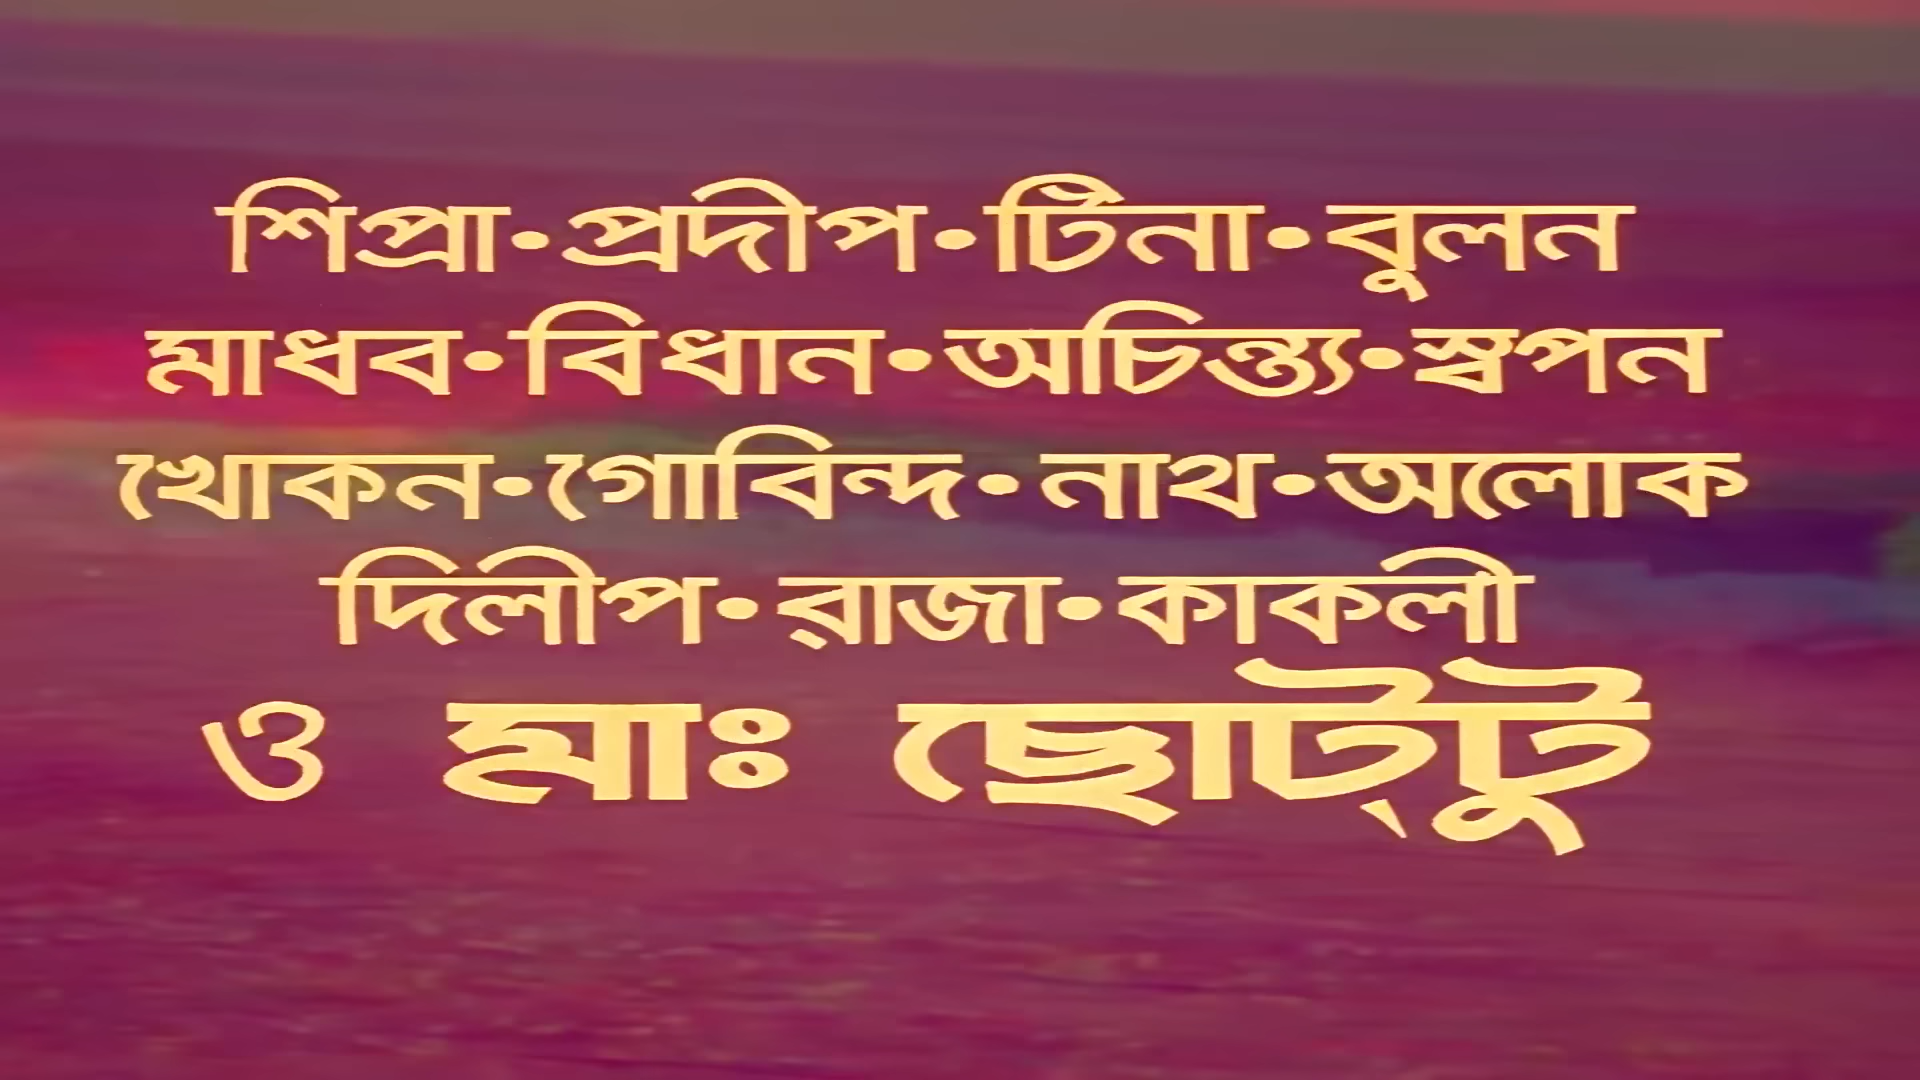 শিপ্রা • প্রদীপ • টিনা • বুলন
মাধব • বিধান • অচিন্ত্য • স্বপন
খোকন • গোবিন্দ • নাথ • অলোক
দিলীপ • রাজা • কাকলী
ও মাঃ ছোট্টু